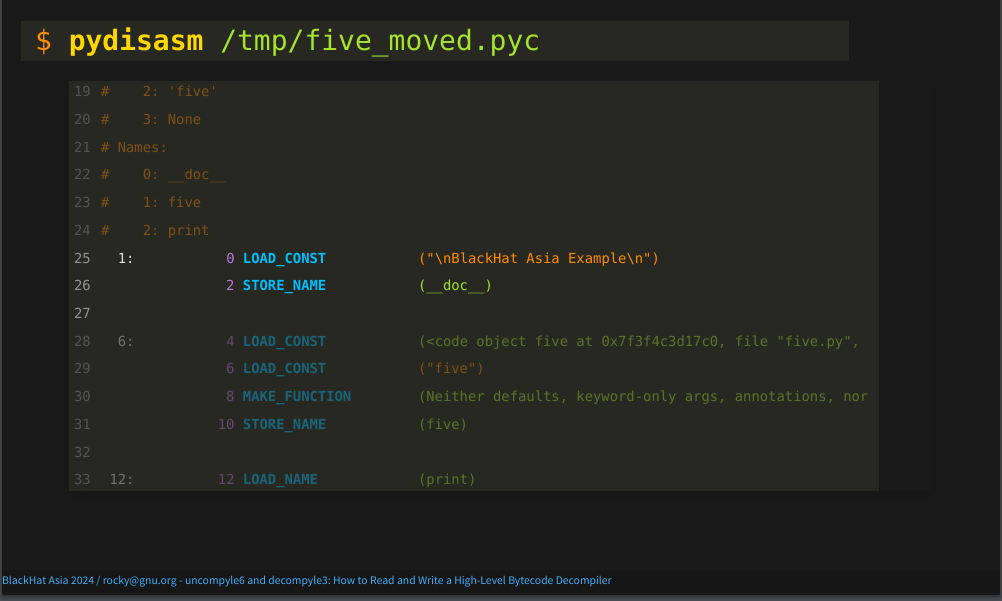 $ pydisasm /tmp/five_moved.pyc
19 #    2: 'five'
20 #    3: None
21 # Names:
22 #    0: __doc__
23 #    1: five
24 #    2: print
25   1:           0 LOAD_CONST           ("\nBlackHat Asia Example\n")
26              2 STORE_NAME           (__doc__)
27
28   6:           4 LOAD_CONST           (<code object five at 0x7f3f4c3d17c0, file "five.py",
29              6 LOAD_CONST           ("five")
30              8 MAKE_FUNCTION        (Neither defaults, keyword-only args, annotations, nor
31             10 STORE_NAME           (five)
32
33  12:          12 LOAD_NAME            (print)
BlackHat Asia 2024 / rocky@gnu.org - uncompyle6 and decompyle3: How to Read and Write a High-Level Bytecode Decompiler